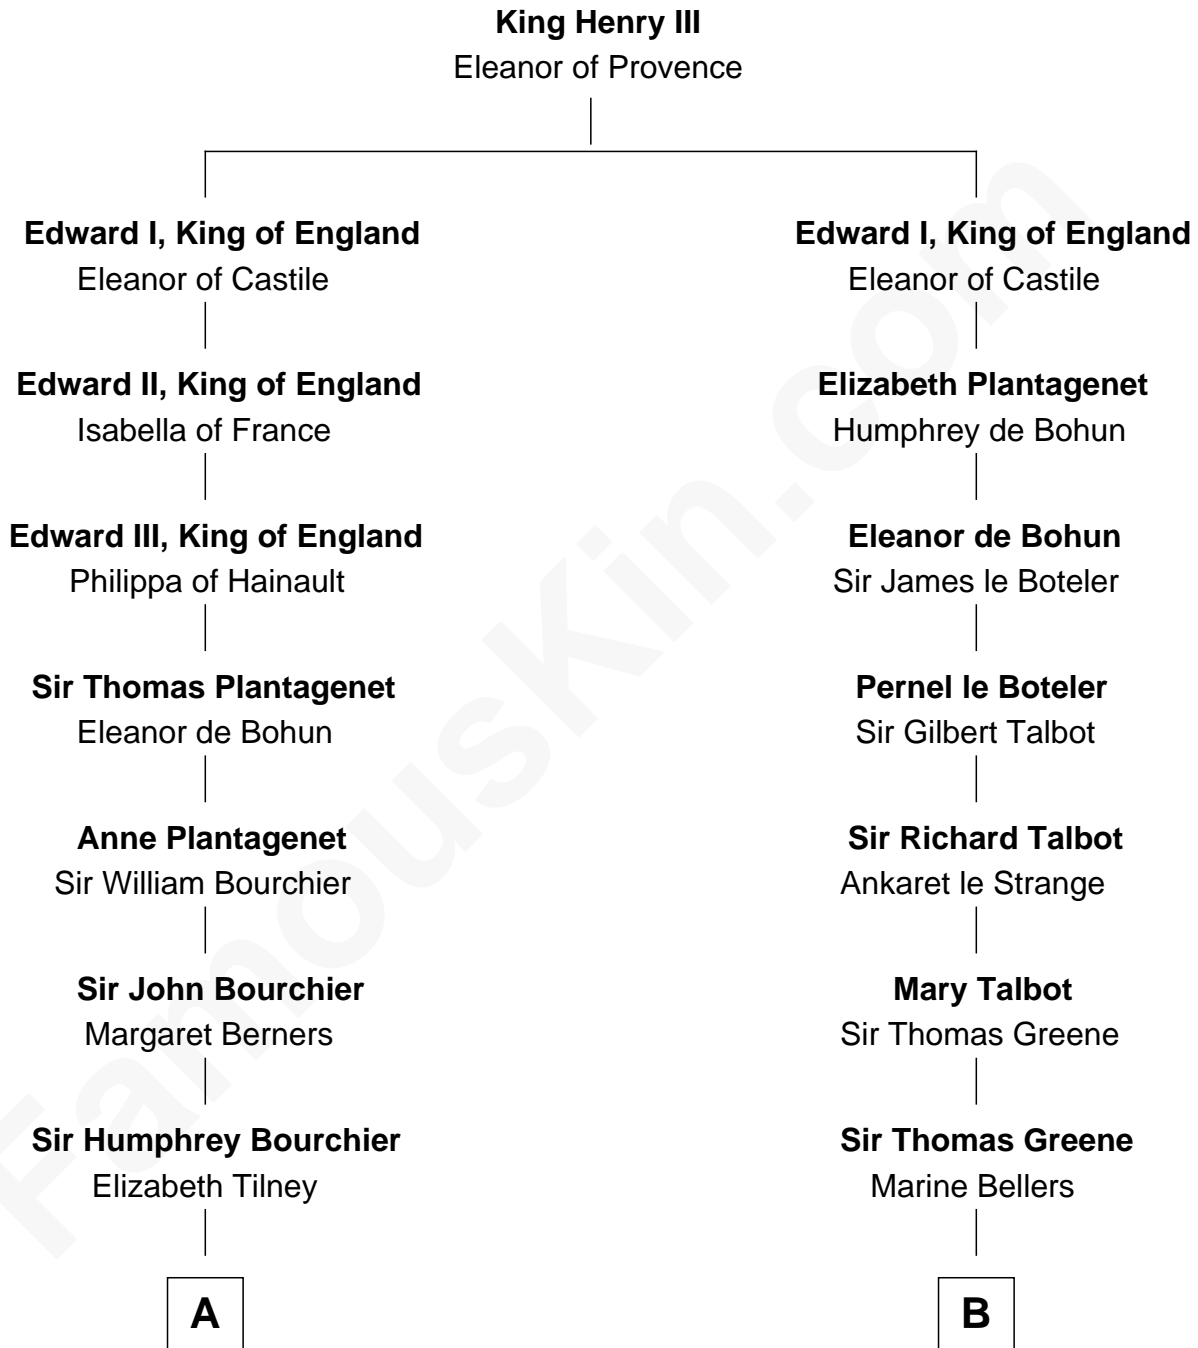 King Henry III
Eleanor of Provence
Edward I, King of England
Eleanor of Castile
Edward II, King of England
Isabella of France
Edward III, King of England
Philippa of Hainault
Sir Thomas Plantagenet
Eleanor de Bohun
Anne Plantagenet
Sir William Bourchier
Sir John Bourchier
Margaret Berners
Sir Humphrey Bourchier
Elizabeth Tilney
A
Edward I, King of England
Eleanor of Castile
Elizabeth Plantagenet
Humphrey de Bohun
Eleanor de Bohun
Sir James le Boteler
Pernel le Boteler
Sir Gilbert Talbot
Sir Richard Talbot
Ankaret le Strange
Mary Talbot
Sir Thomas Greene
Sir Thomas Greene
Marine Bellers
B
FamousKin.com